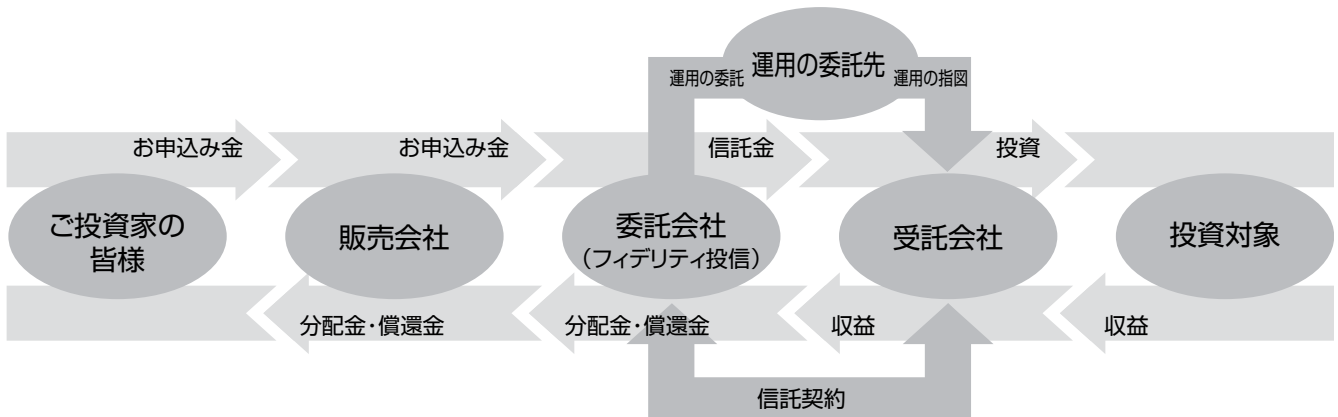 運用の委託先
運用の委託
運用の指図
お申込み金
お申込み金
信託金
投資
ご投資家の
皆様
販売会社
委託会社
(フィデリティ投信)
受託会社
投資対象
分配金・償還金
分配金・償還金
収益
収益
信託契約